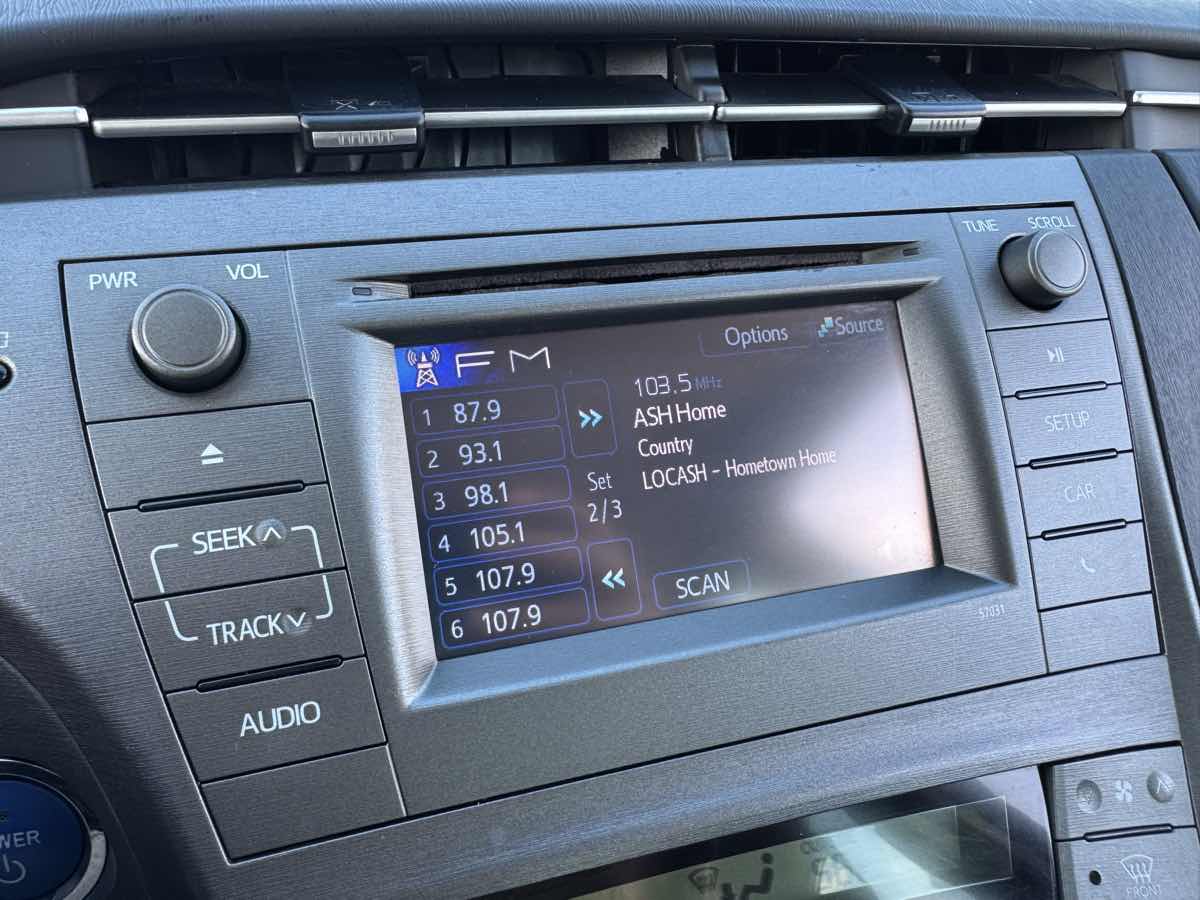 PWR VOL
TUNE SCROLL
SEEK
TRACK
AUDIO
FM
Options
Source
1 87.9
2 93.1
3 98.1
4 105.1
5 107.9
6 107.9
Set
2/3
103.5 MHz
ASH Home
Country
LOCASH - Hometown Home
SCAN
57031
SETUP
CAR
WER
FRONT